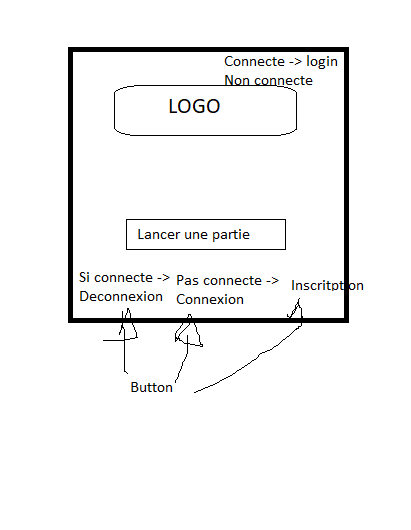 Connecte -> login
Non connecte
LOGO
Lancer une partie
Si connecte ->
Deconnexion
Pas connecte ->
Connexion
Inscritption
Button